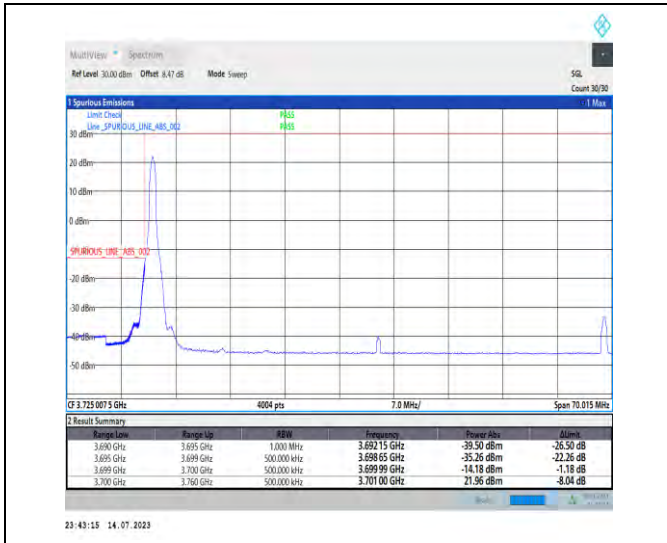 MultiView Spectrum
Ref Level 30.00 dBm Offset 8.47 dB Mode Sweep SGL
Count 30/30
1 Spurious Emissions 1 Max
Limit Check PASS
Line _SPURIOUS_LINE_ABS_002 PASS
30 dBm
20 dBm
10 dBm
0 dBm
SPURIOUS_LINE_ABS_002
-20 dBm
-30 dBm
-40 dBm
-50 dBm
CF 3.725 007 5 GHz 4004 pts 7.0 MHz/ Span 70.015 MHz
2 Result Summary
Range Low Range Up RBW Frequency Power Abs ΔLimit
3.690 GHz 3.695 GHz 1.000 MHz 3.692 15 GHz -39.50 dBm -26.50 dB
3.695 GHz 3.699 GHz 500.000 kHz 3.698 65 GHz -35.26 dBm -22.26 dB
3.699 GHz 3.700 GHz 500.000 kHz 3.699 99 GHz -14.18 dBm -1.18 dB
3.700 GHz 3.760 GHz 500.000 kHz 3.701 00 GHz 21.96 dBm -8.04 dB
23:43:15 14.07.2023